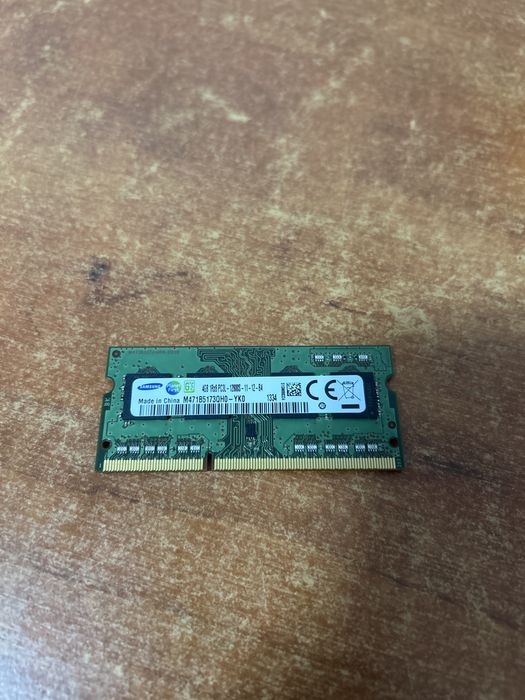 SAMSUNG
4GB 1Rx8 PC3L-12800S-11-12-B4
Made in China M471B5173QH0-YK0 1334
CE